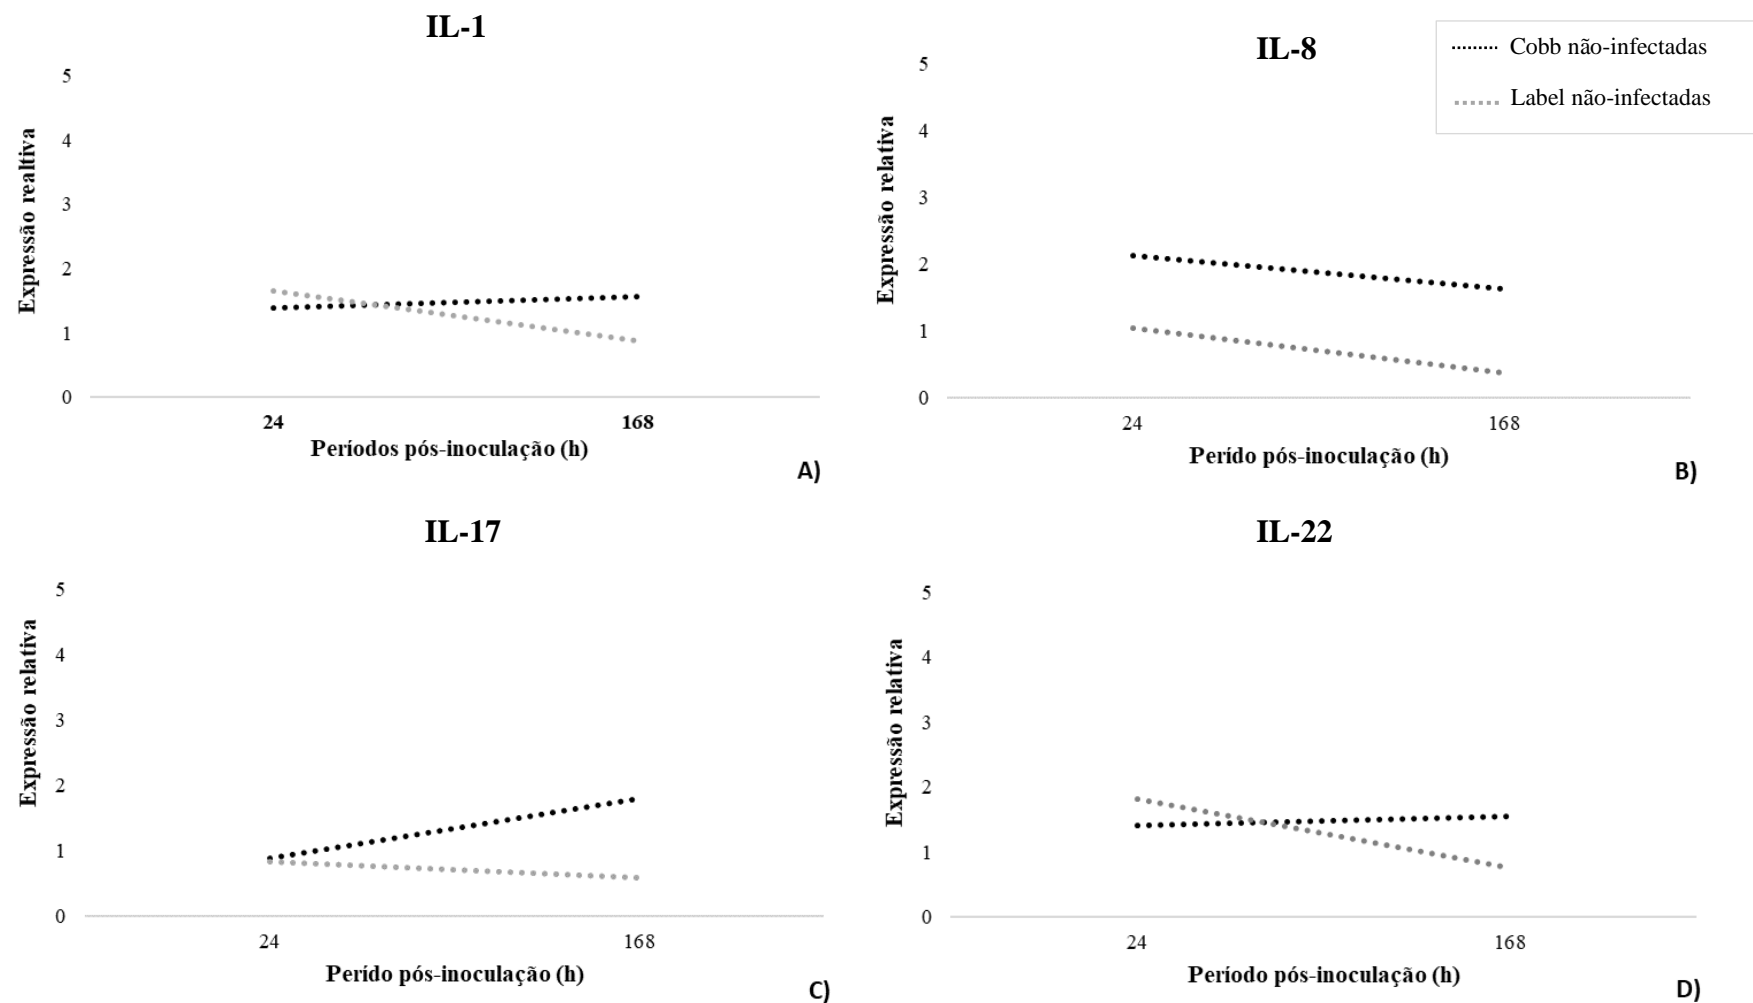 IL-1
5
4
3
2
1
0
Expressão realtiva
24 168
Períodos pós-inoculação (h)
A)
IL-8
Cobb não-infectadas
Label não-infectadas
5
4
3
2
1
0
Expressão relativa
24 168
Perído pós-inoculação (h)
B)
IL-17
5
4
3
2
1
0
Expressão relativa
24 168
Perído pós-inoculação (h)
C)
IL-22
5
4
3
2
1
0
Expressão relativa
24 168
Período pós-inoculação (h)
D)